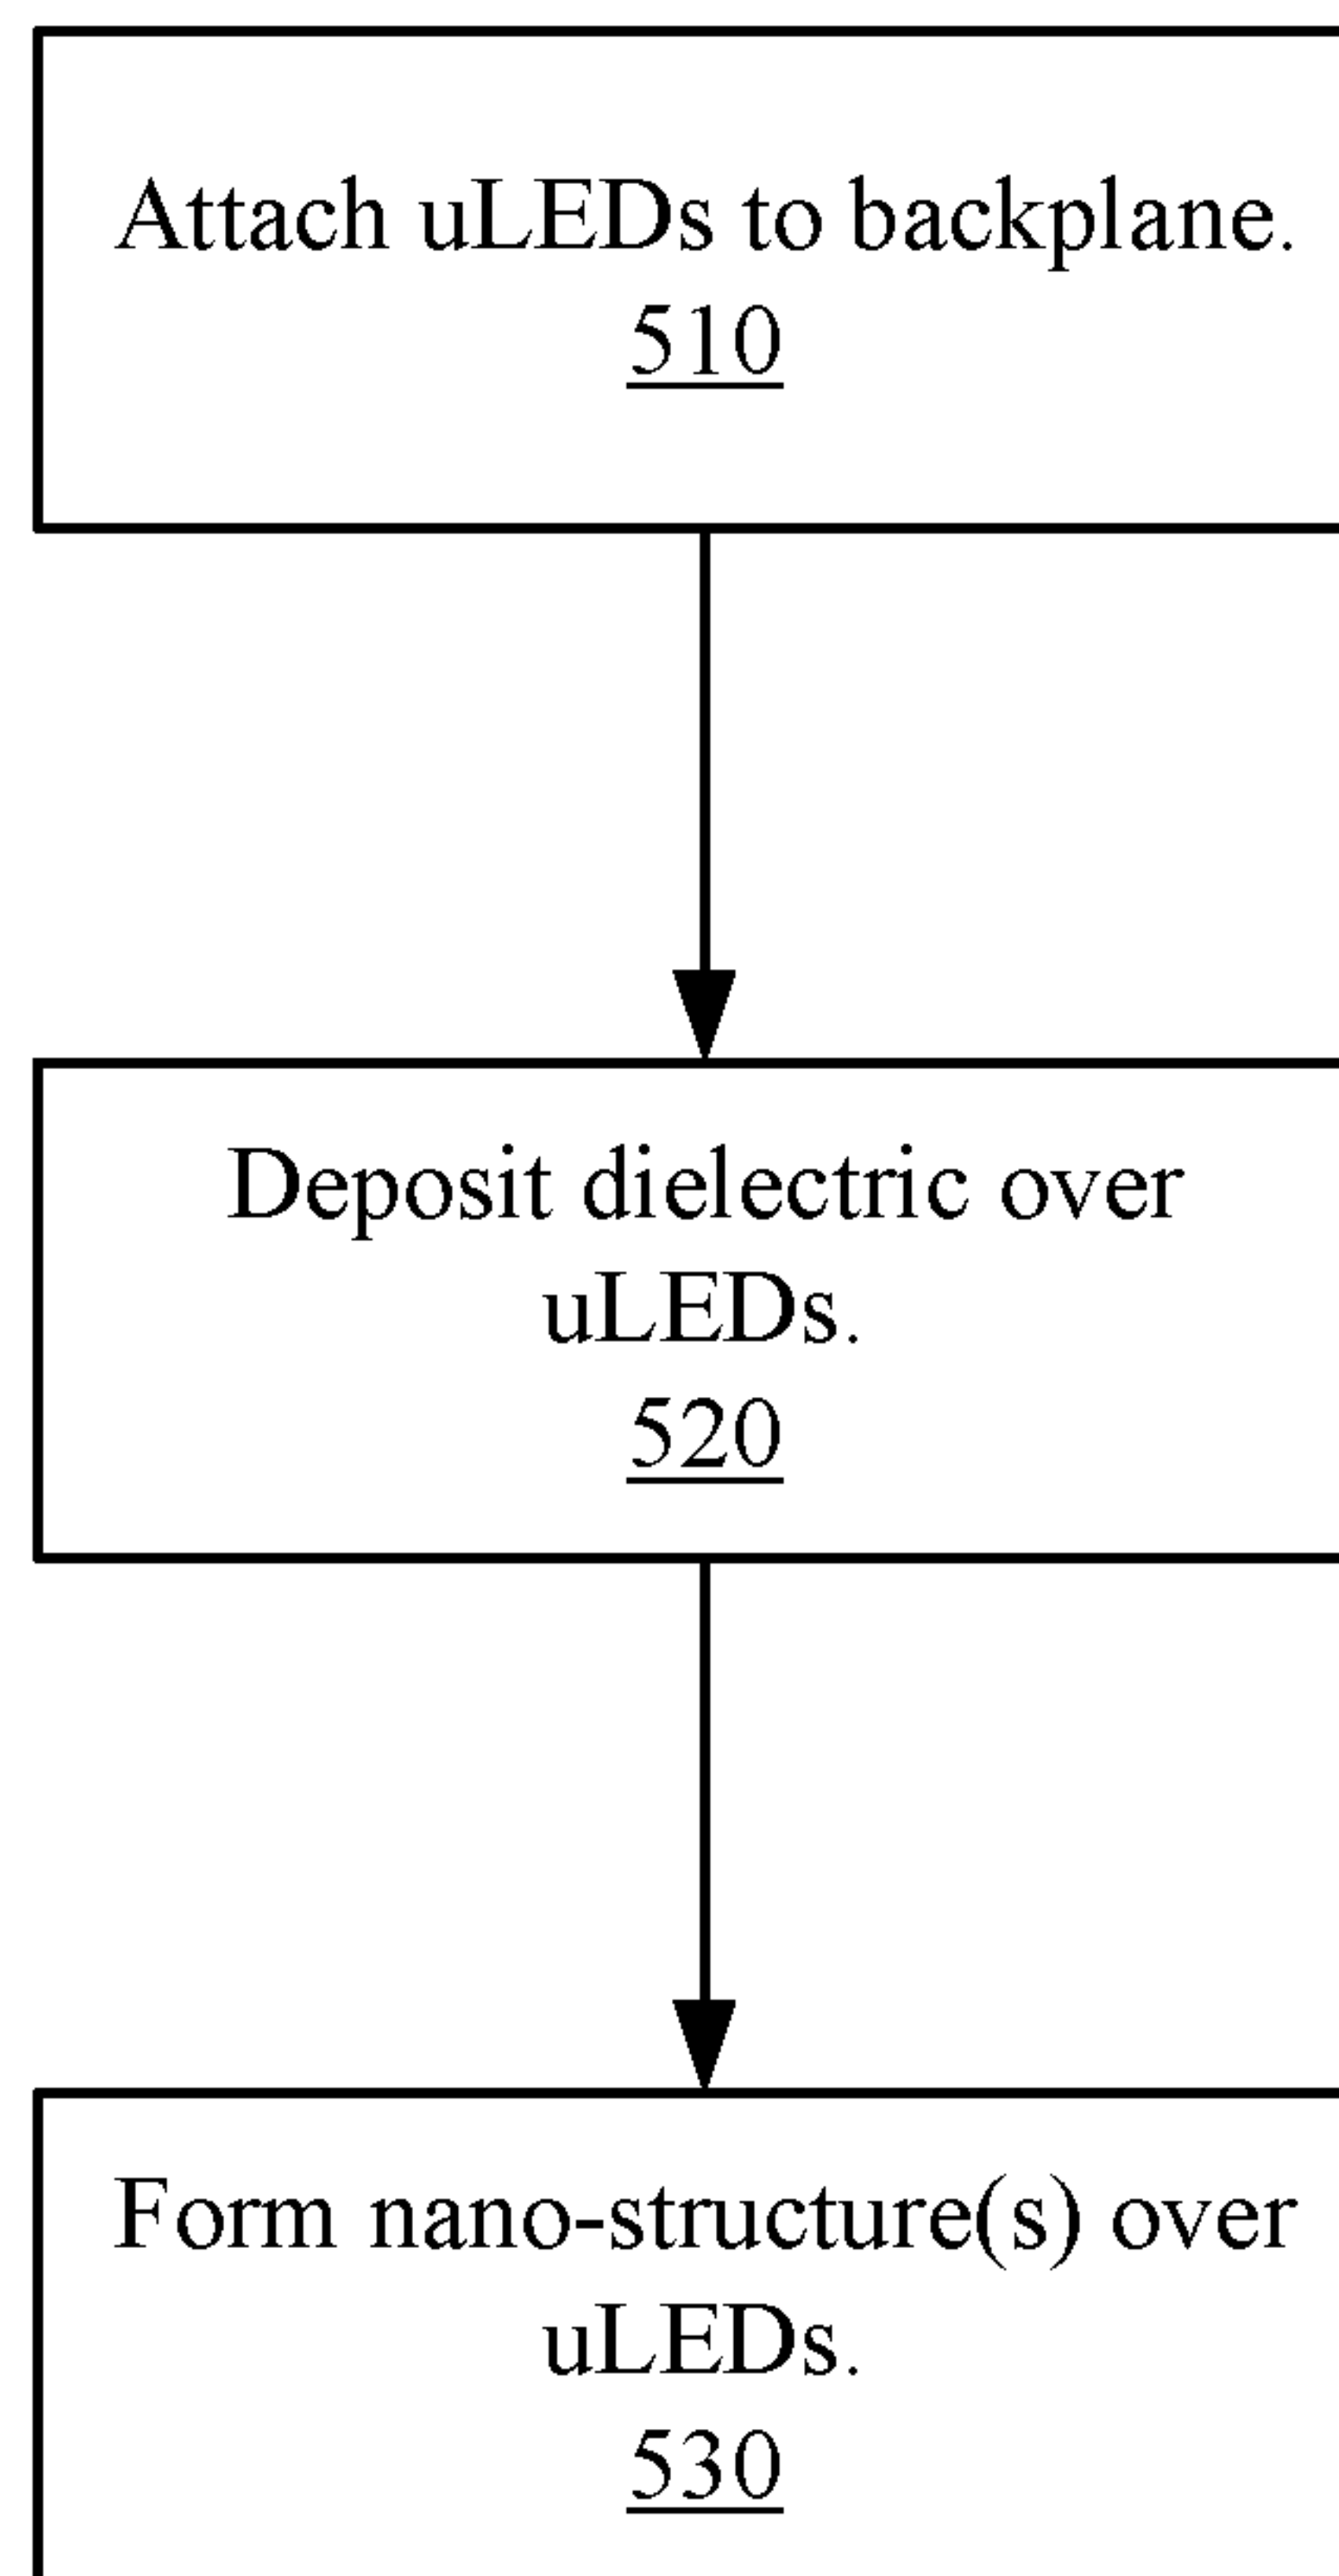 Attach uLEDs to backplane.
510
Deposit dielectric over
uLEDs.
520
Form nano-structure(s) over
uLEDs.
530